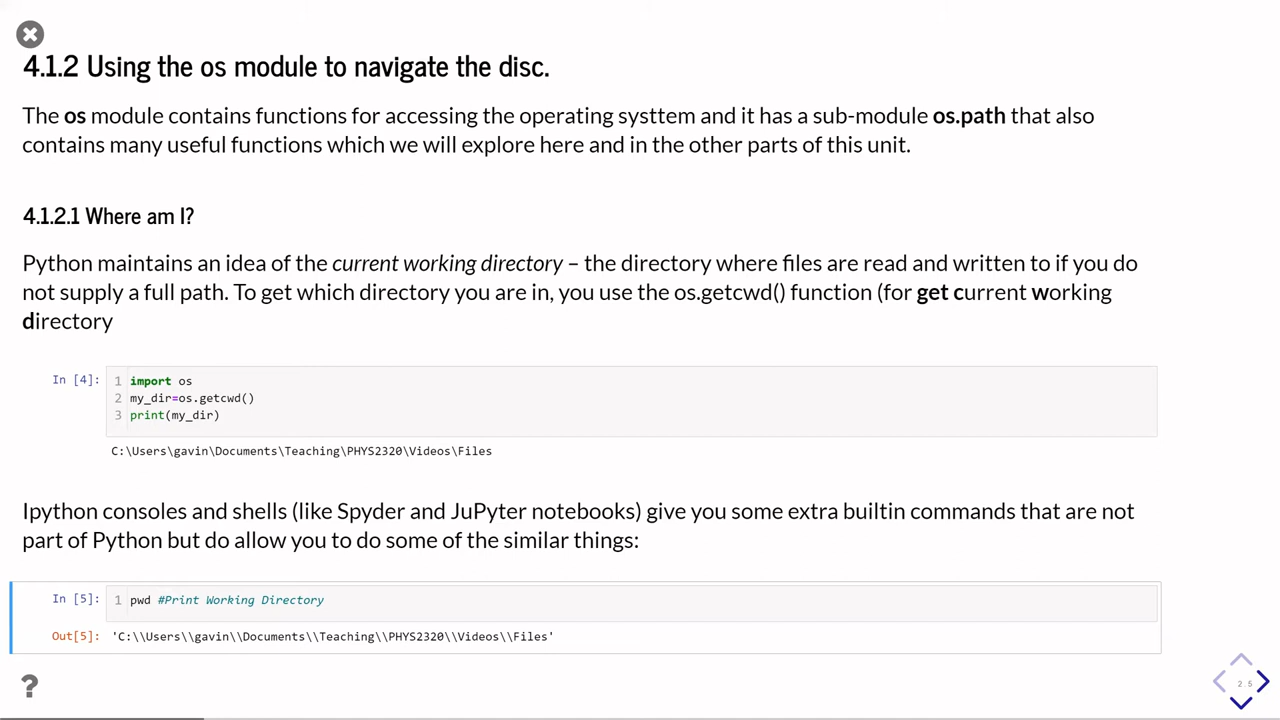 4.1.2 Using the os module to navigate the disc.
The os module contains functions for accessing the operating systtem and it has a sub-module os.path that also
contains many useful functions which we will explore here and in the other parts of this unit.
4.1.2.1 Where am I?
Python maintains an idea of the current working directory – the directory where files are read and written to if you do
not supply a full path. To get which directory you are in, you use the os.getcwd() function (for get current working
directory
In [4]:
1 import os
2 my_dir=os.getcwd()
3 print(my_dir)
C:\Users\gavin\Documents\Teaching\PHYS2320\Videos\Files
Ipython consoles and shells (like Spyder and JuPyter notebooks) give you some extra builtin commands that are not
part of Python but do allow you to do some of the similar things:
In [5]:
1 pwd #Print Working Directory
Out[5]: 'C:\\Users\\gavin\\Documents\\Teaching\\PHYS2320\\Videos\\Files'
?
2.5